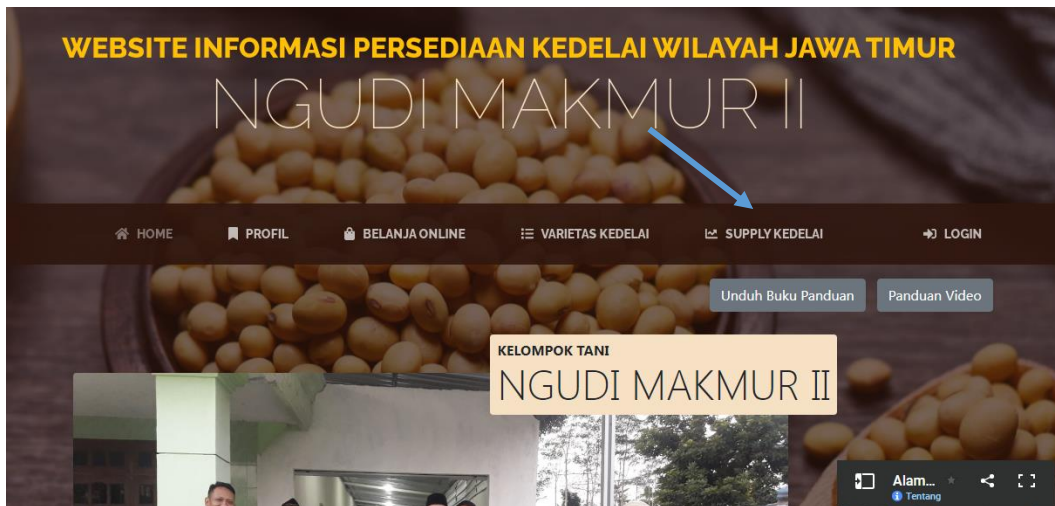 WEBSITE INFORMASI PERSEDIAAN KEDELAI WILAYAH JAWA TIMUR
NGUDI MAKMUR II
HOME PROFIL BELANJA ONLINE VARIETAS KEDELAI SUPPLY KEDELAI LOGIN
Unduh Buku Panduan Panduan Video
KELOMPOK TANI
NGUDI MAKMUR II
Alam...
Tentang